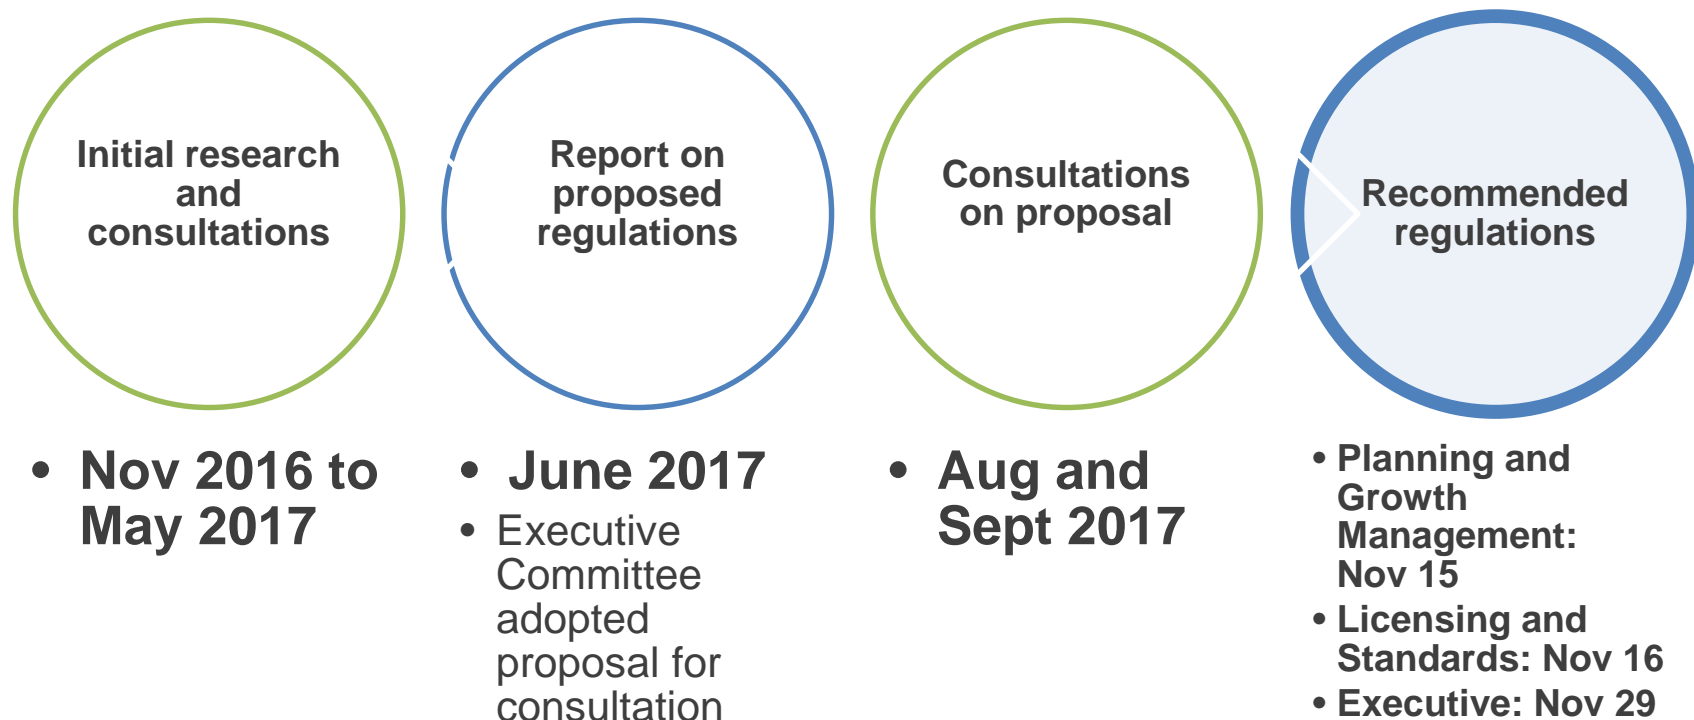 Initial research
and
consultations
• Nov 2016 to
May 2017
Report on
proposed
regulations
• June 2017
• Executive
Committee
adopted
proposal for
consultation
Consultations
on proposal
• Aug and
Sept 2017
Recommended
regulations
• Planning and
Growth
Management:
Nov 15
• Licensing and
Standards: Nov 16
• Executive: Nov 29